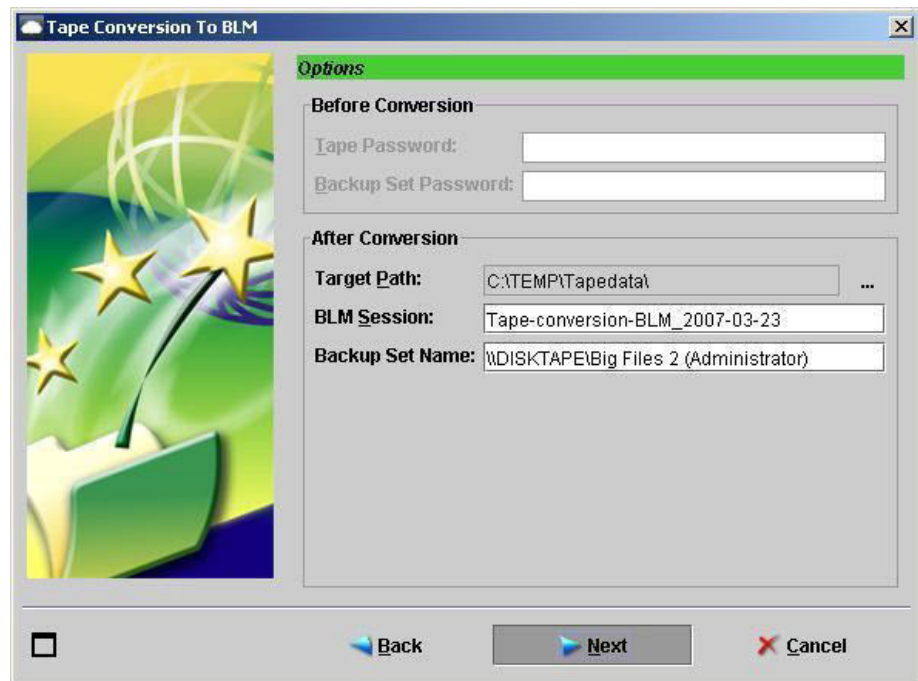 Tape Conversion To BLM
Options
Before Conversion
Tape Password:
Backup Set Password:
After Conversion
Target Path: C:\TEMP\Tapedata\ ...
BLM Session: Tape-conversion-BLM_2007-03-23
Backup Set Name: \\DISKTAPE\Big Files 2 (Administrator)
Back Next Cancel